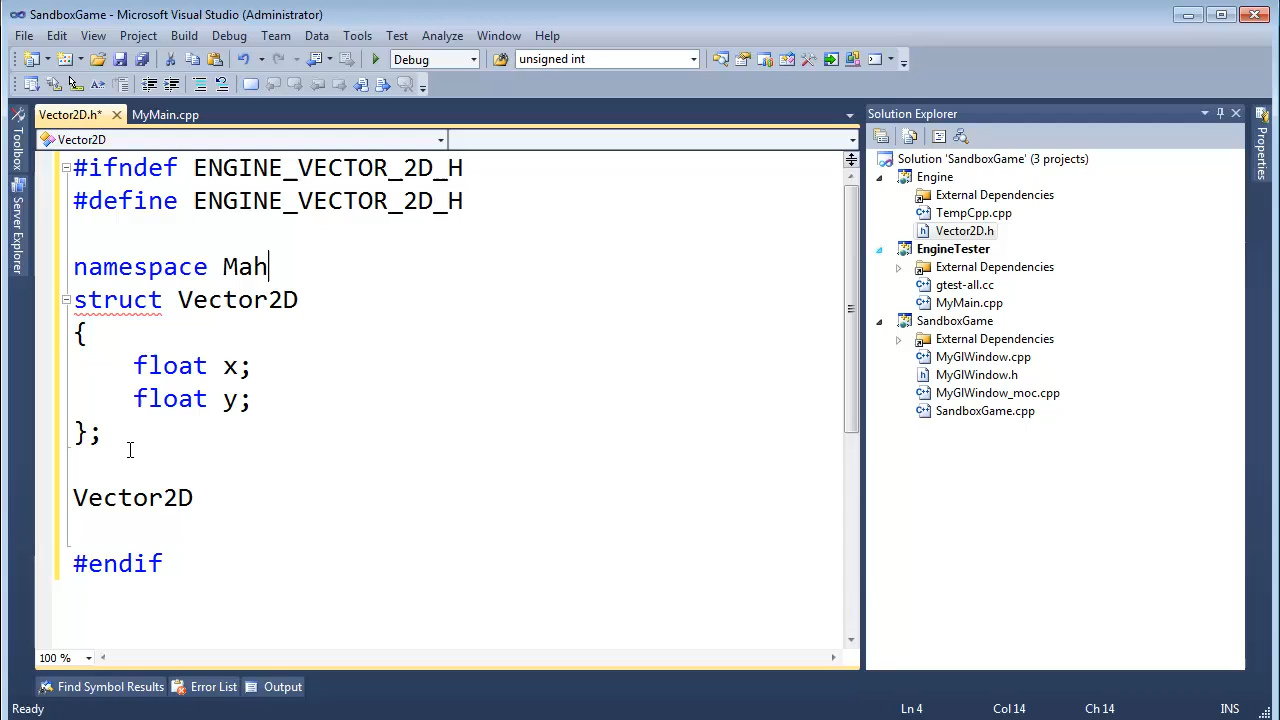 SandboxGame - Microsoft Visual Studio (Administrator)
File Edit View Project Build Debug Team Data Tools Test Analyze Window Help
Debug unsigned int
Vector2D.h* MyMain.cpp
Vector2D
#ifndef ENGINE_VECTOR_2D_H
#define ENGINE_VECTOR_2D_H
namespace Mah
struct Vector2D
{
float x;
float y;
};
Vector2D
#endif
100 %
Toolbox
Server Explorer
Solution Explorer
Solution 'SandboxGame' (3 projects)
Engine
External Dependencies
TempCpp.cpp
Vector2D.h
EngineTester
External Dependencies
gtest-all.cc
MyMain.cpp
SandboxGame
External Dependencies
MyGlWindow.cpp
MyGlWindow.h
MyGlWindow_moc.cpp
SandboxGame.cpp
Properties
Find Symbol Results Error List Output
Ready Ln 4 Col 14 Ch 14 INS